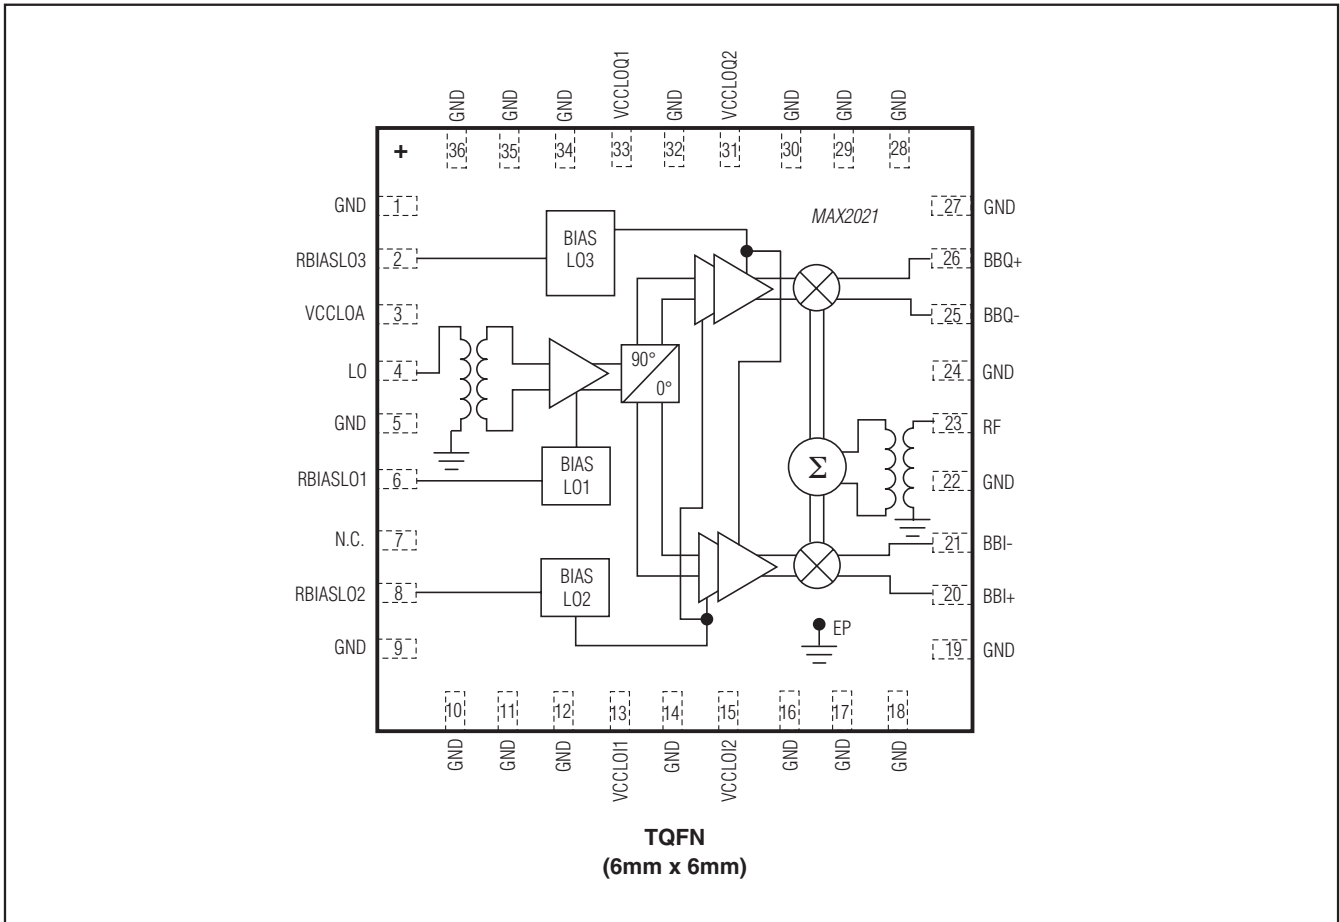 GND
GND
GND
VCCLOQ1
GND
VCCLOQ2
GND
GND
GND
+
36
35
34
33
32
31
30
29
28
GND 1
RBIASLO3 2
VCCLOA 3
LO 4
GND 5
RBIASLO1 6
N.C. 7
RBIASLO2 8
GND 9
MAX2021
BIAS
LO3
90°
0°
BIAS
LO1
Σ
BIAS
LO2
EP
27 GND
26 BBQ+
25 BBQ-
24 GND
23 RF
22 GND
21 BBI-
20 BBI+
19 GND
10
11
12
13
14
15
16
17
18
GND
GND
GND
VCCLOI1
GND
VCCLOI2
GND
GND
GND
TQFN
(6mm x 6mm)